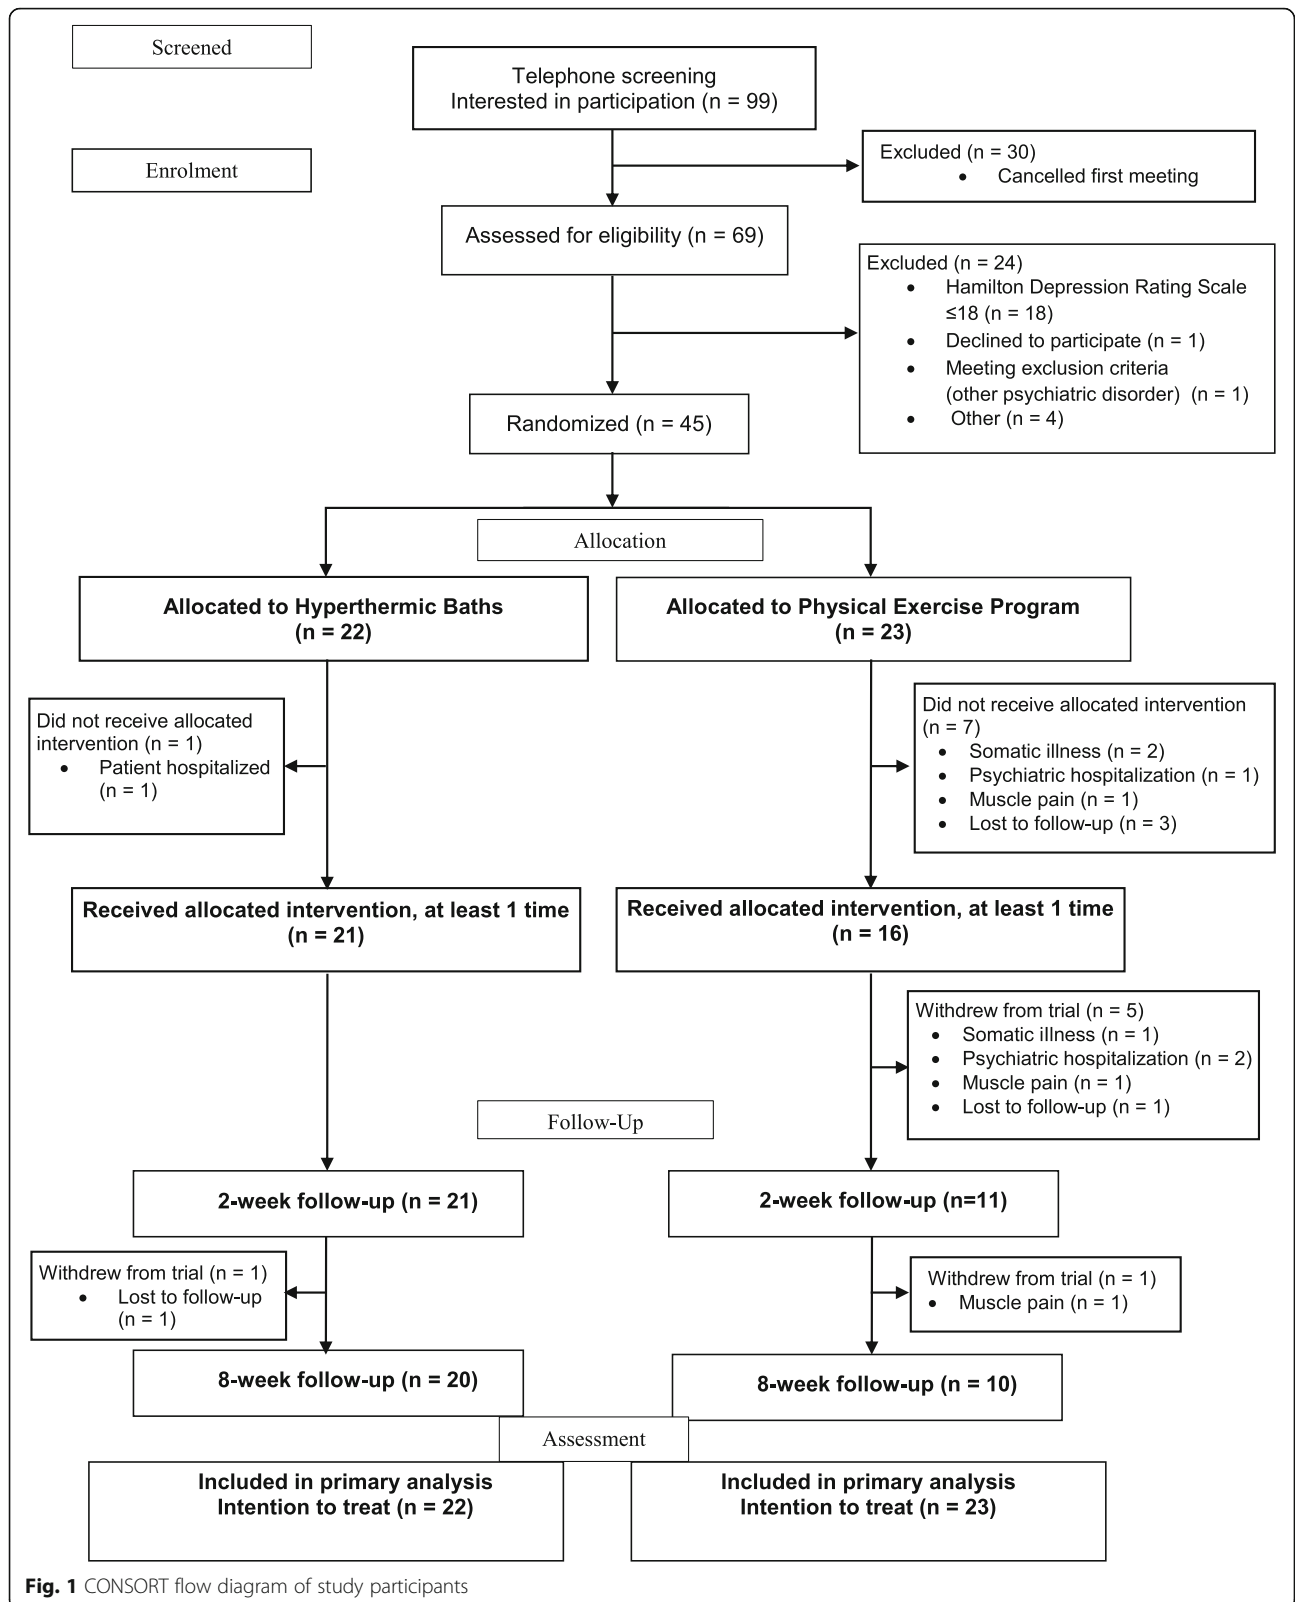 Screened
Telephone screening
Interested in participation (n = 99)
Enrolment
Excluded (n = 30)
• Cancelled first meeting
Assessed for eligibility (n = 69)
Excluded (n = 24)
• Hamilton Depression Rating Scale
≤18 (n = 18)
• Declined to participate (n = 1)
• Meeting exclusion criteria
(other psychiatric disorder) (n = 1)
• Other (n = 4)
Randomized (n = 45)
Allocation
Allocated to Hyperthermic Baths
(n = 22)
Allocated to Physical Exercise Program
(n = 23)
Did not receive allocated
intervention (n = 1)
• Patient hospitalized
(n = 1)
Did not receive allocated intervention
(n = 7)
• Somatic illness (n = 2)
• Psychiatric hospitalization (n = 1)
• Muscle pain (n = 1)
• Lost to follow-up (n = 3)
Received allocated intervention, at least 1 time
(n = 21)
Received allocated intervention, at least 1 time
(n = 16)
Withdrew from trial (n = 5)
• Somatic illness (n = 1)
• Psychiatric hospitalization (n = 2)
• Muscle pain (n = 1)
• Lost to follow-up (n = 1)
Follow-Up
2-week follow-up (n = 21)
2-week follow-up (n=11)
Withdrew from trial (n = 1)
• Lost to follow-up
(n = 1)
Withdrew from trial (n = 1)
• Muscle pain (n = 1)
8-week follow-up (n = 20)
8-week follow-up (n = 10)
Assessment
Included in primary analysis
Intention to treat (n = 22)
Included in primary analysis
Intention to treat (n = 23)
Fig. 1 CONSORT flow diagram of study participants